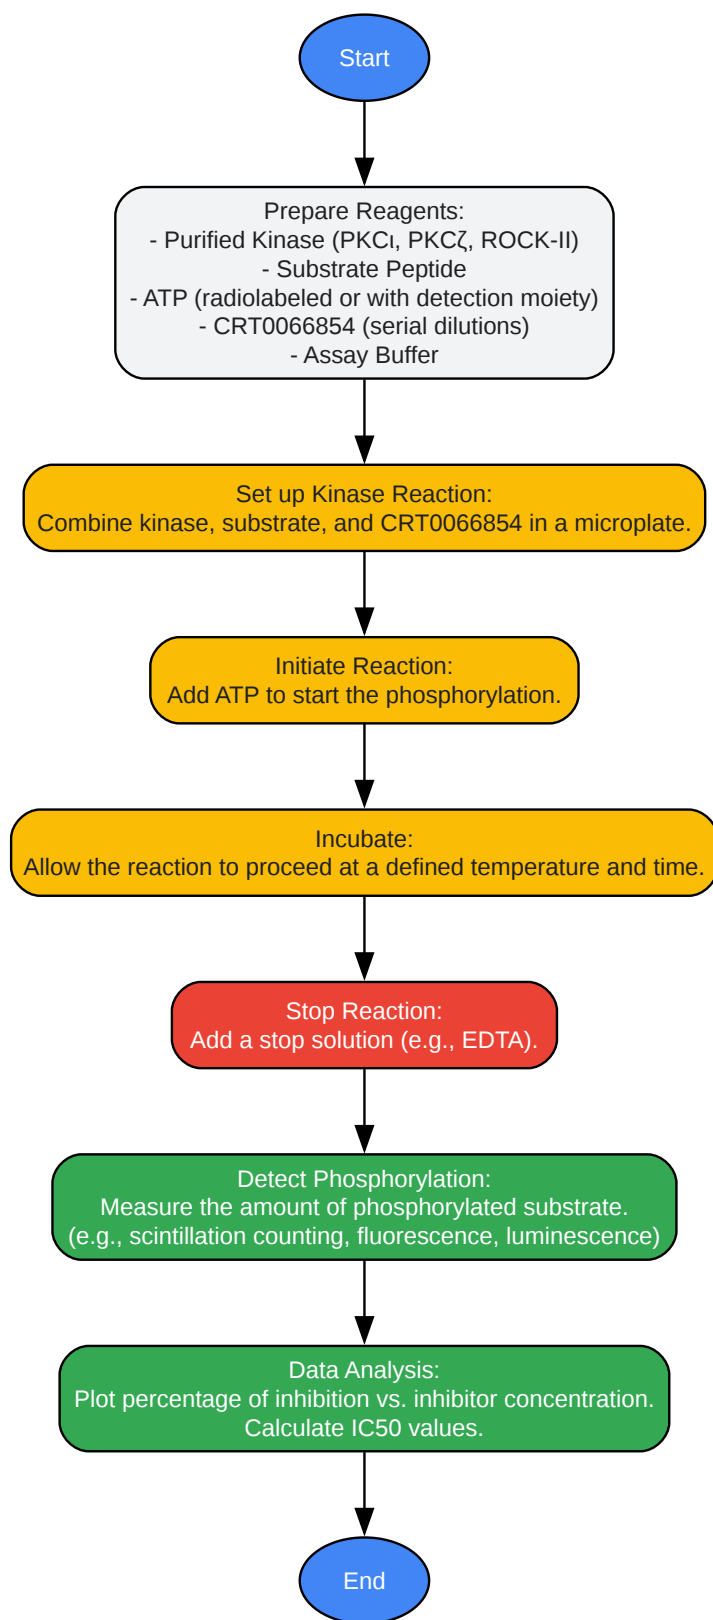 Start
Prepare Reagents:
- Purified Kinase (PKCι, PKCζ, ROCK-II)
- Substrate Peptide
- ATP (radiolabeled or with detection moiety)
- CRT0066854 (serial dilutions)
- Assay Buffer
Set up Kinase Reaction:
Combine kinase, substrate, and CRT0066854 in a microplate.
Initiate Reaction:
Add ATP to start the phosphorylation.
Incubate:
Allow the reaction to proceed at a defined temperature and time.
Stop Reaction:
Add a stop solution (e.g., EDTA).
Detect Phosphorylation:
Measure the amount of phosphorylated substrate.
(e.g., scintillation counting, fluorescence, luminescence)
Data Analysis:
Plot percentage of inhibition vs. inhibitor concentration.
Calculate IC50 values.
End